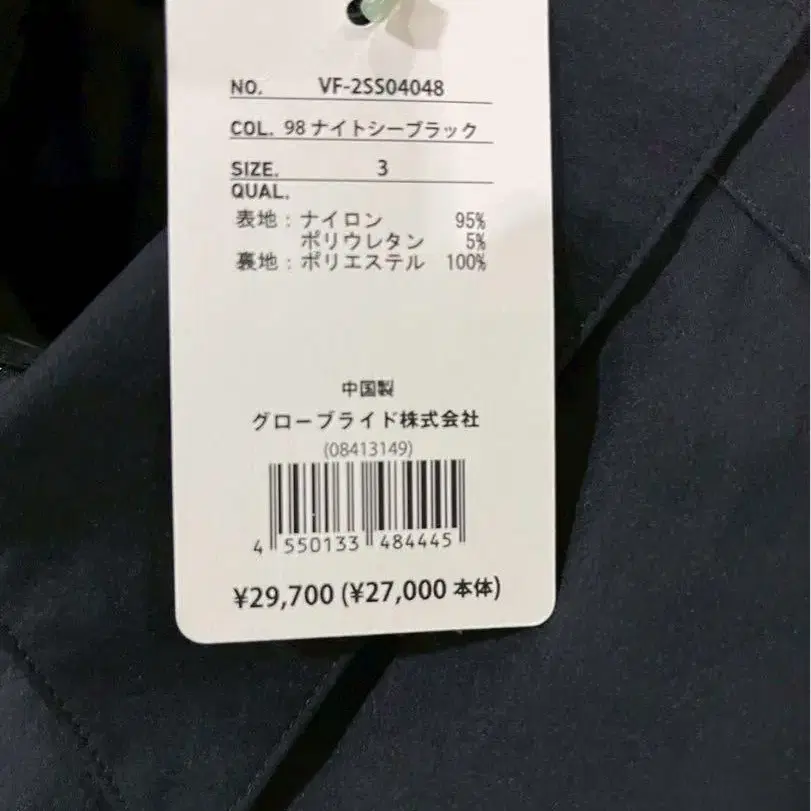 NO. VF-2SS04048
COL. 98 ナイトシーブラック
SIZE. 3
QUAL.
表地：ナイロン 95%
ポリウレタン 5%
裏地：ポリエステル 100%
中国製
グローブライド株式会社
(08413149)
4 550133 484445
¥29,700 (¥27,000 本体)